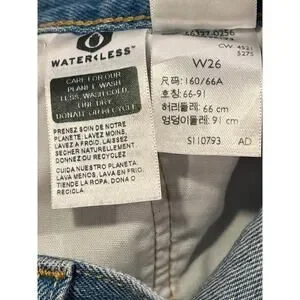 WATER<LESS
CARE FOR OUR
PLANET: WASH
LESS, WASH COLD,
LINE DRY,
DONATE OR RECYCLE
PRENEZ SOIN DE NOTRE
PLANETE: LAVEZ MOINS,
LAVEZ A FROID, LAISSEZ
SECHER NATURELLEMENT,
DONNEZ OU RECYCLEZ.
CUIDA NUESTRO PLANETA:
LAVA MENOS, LAVA EN FRIO,
TIENDE LA ROPA, DONA O
RECICLA.
CW 4521
5275
W26
尺码:160/66A
호칭: 66-91
허리둘레: 66 cm
엉덩이둘레: 91 cm
S110793 AD